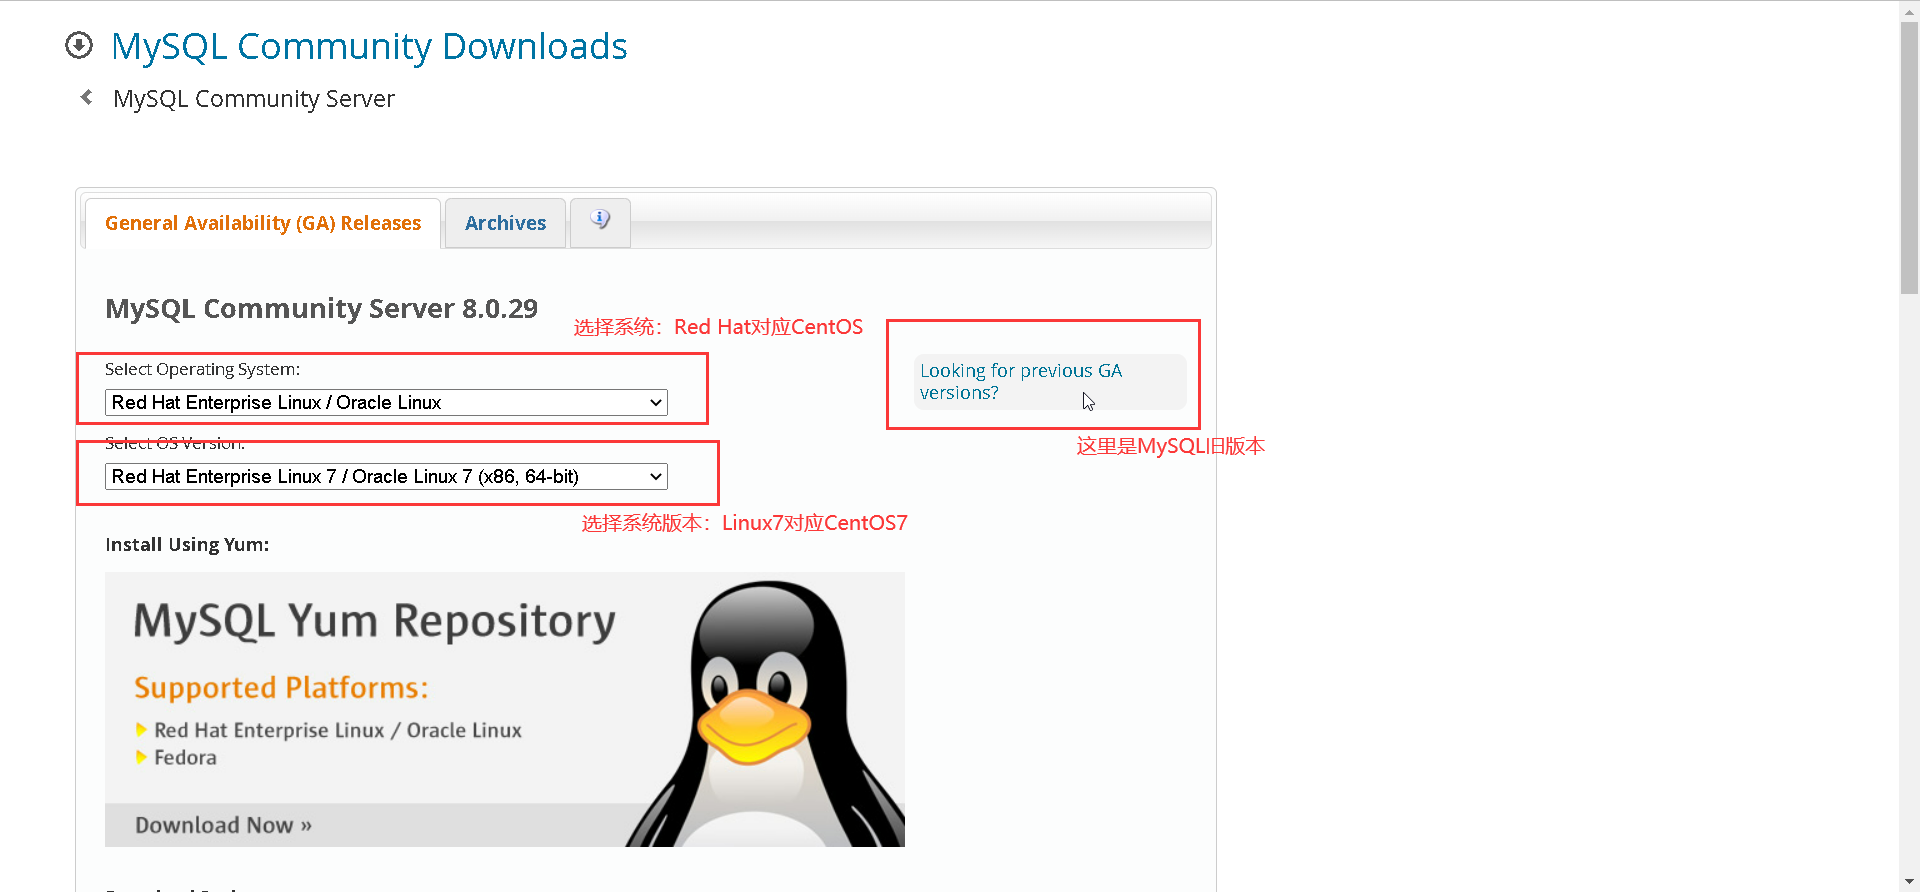 MySQL Community Downloads
MySQL Community Server
General Availability (GA) Releases
Archives
MySQL Community Server 8.0.29
选择系统：Red Hat对应CentOS
Select Operating System:
Red Hat Enterprise Linux / Oracle Linux
Looking for previous GA
versions?
这里是MySQL旧版本
Select OS Version:
Red Hat Enterprise Linux 7 / Oracle Linux 7 (x86, 64-bit)
选择系统版本：Linux7对应CentOS7
Install Using Yum:
MySQL Yum Repository
Supported Platforms:
Red Hat Enterprise Linux / Oracle Linux
Fedora
Download Now »